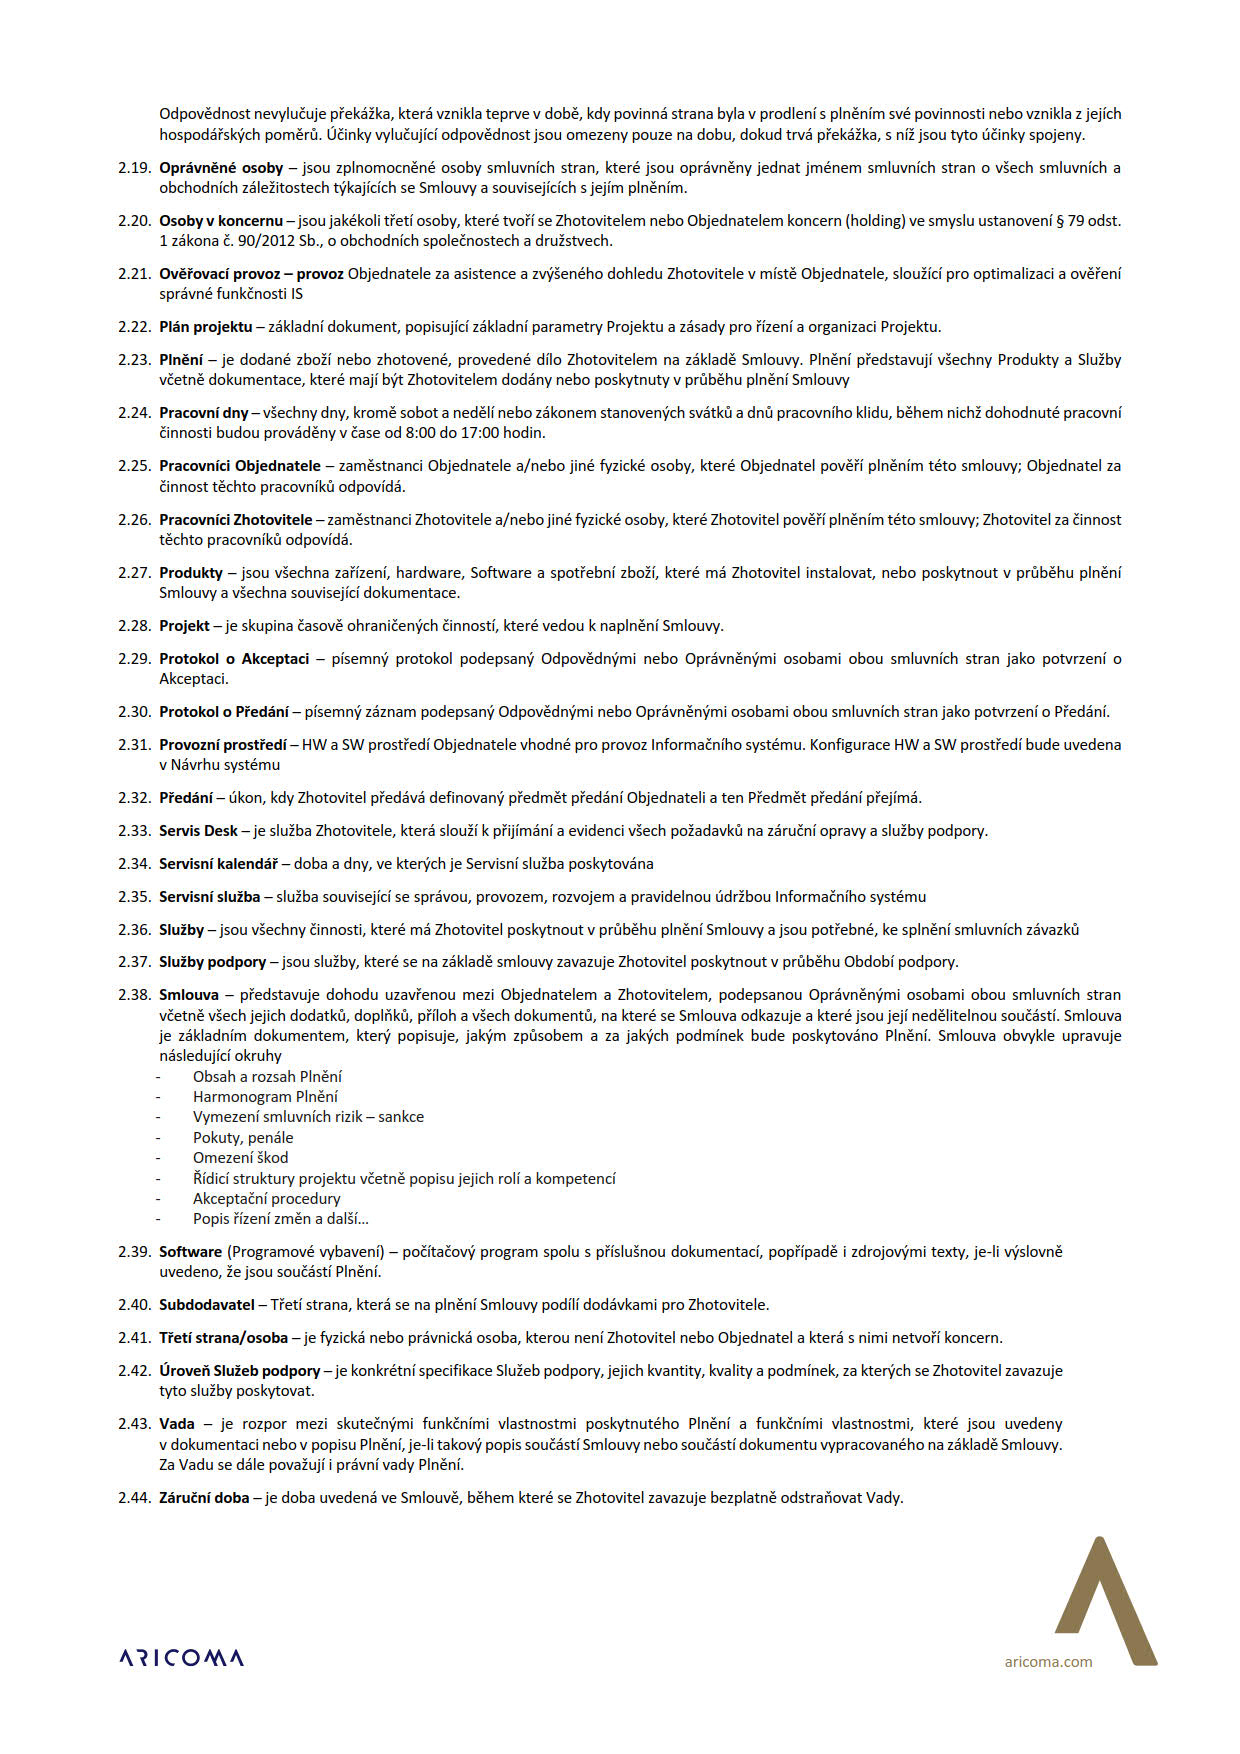 Odpovědnost nevylučuje překážka, která vznikla teprve v době, kdy povinná strana byla v prodlení s plněním své povinnosti nebo vznikla z jejích
hospodářských poměrů. Účinky vylučující odpovědnost jsou omezeny pouze na dobu, dokud trvá překážka, s níž jsou tyto účinky spojeny.
2.19. Oprávněné osoby – jsou zplnomocněné osoby smluvních stran, které jsou oprávněny jednat jménem smluvních stran o všech smluvních a
obchodních záležitostech týkajících se Smlouvy a souvisejících s jejím plněním.
2.20. Osoby v koncernu – jsou jakékoli třetí osoby, které tvoří se Zhotovitelem nebo Objednatelem koncern (holding) ve smyslu ustanovení § 79 odst.
1 zákona č. 90/2012 Sb., o obchodních společnostech a družstvech.
2.21. Ověřovací provoz – provoz Objednatele za asistence a zvýšeného dohledu Zhotovitele v místě Objednatele, sloužící pro optimalizaci a ověření
správné funkčnosti IS
2.22. Plán projektu – základní dokument, popisující základní parametry Projektu a zásady pro řízení a organizaci Projektu.
2.23. Plnění – je dodané zboží nebo zhotovené, provedené dílo Zhotovitelem na základě Smlouvy. Plnění představují všechny Produkty a Služby
včetně dokumentace, které mají být Zhotovitelem dodány nebo poskytnuty v průběhu plnění Smlouvy
2.24. Pracovní dny – všechny dny, kromě sobot a nedělí nebo zákonem stanovených svátků a dnů pracovního klidu, během nichž dohodnuté pracovní
činnosti budou prováděny v čase od 8:00 do 17:00 hodin.
2.25. Pracovníci Objednatele – zaměstnanci Objednatele a/nebo jiné fyzické osoby, které Objednatel pověří plněním této smlouvy; Objednatel za
činnost těchto pracovníků odpovídá.
2.26. Pracovníci Zhotovitele – zaměstnanci Zhotovitele a/nebo jiné fyzické osoby, které Zhotovitel pověří plněním této smlouvy; Zhotovitel za činnost
těchto pracovníků odpovídá.
2.27. Produkty – jsou všechna zařízení, hardware, Software a spotřební zboží, které má Zhotovitel instalovat, nebo poskytnout v průběhu plnění
Smlouvy a všechna související dokumentace.
2.28. Projekt – je skupina časově ohraničených činností, které vedou k naplnění Smlouvy.
2.29. Protokol o Akceptaci – písemný protokol podepsaný Odpovědnými nebo Oprávněnými osobami obou smluvních stran jako potvrzení o
Akceptaci.
2.30. Protokol o Předání – písemný záznam podepsaný Odpovědnými nebo Oprávněnými osobami obou smluvních stran jako potvrzení o Předání.
2.31. Provozní prostředí – HW a SW prostředí Objednatele vhodné pro provoz Informačního systému. Konfigurace HW a SW prostředí bude uvedena
v Návrhu systému
2.32. Předání – úkon, kdy Zhotovitel předává definovaný předmět předání Objednateli a ten Předmět předání přejímá.
2.33. Servis Desk – je služba Zhotovitele, která slouží k přijímání a evidenci všech požadavků na záruční opravy a služby podpory.
2.34. Servisní kalendář – doba a dny, ve kterých je Servisní služba poskytována
2.35. Servisní služba – služba související se správou, provozem, rozvojem a pravidelnou údržbou Informačního systému
2.36. Služby – jsou všechny činnosti, které má Zhotovitel poskytnout v průběhu plnění Smlouvy a jsou potřebné, ke splnění smluvních závazků
2.37. Služby podpory – jsou služby, které se na základě smlouvy zavazuje Zhotovitel poskytnout v průběhu Období podpory.
2.38. Smlouva – představuje dohodu uzavřenou mezi Objednatelem a Zhotovitelem, podepsanou Oprávněnými osobami obou smluvních stran
včetně všech jejich dodatků, doplňků, příloh a všech dokumentů, na které se Smlouva odkazuje a které jsou její nedělitelnou součástí. Smlouva
je základním dokumentem, který popisuje, jakým způsobem a za jakých podmínek bude poskytováno Plnění. Smlouva obvykle upravuje
následující okruhy
- Obsah a rozsah Plnění
- Harmonogram Plnění
- Vymezení smluvních rizik – sankce
- Pokuty, penále
- Omezení škod
- Řídicí struktury projektu včetně popisu jejich rolí a kompetencí
- Akceptační procedury
- Popis řízení změn a další…
2.39. Software (Programové vybavení) – počítačový program spolu s příslušnou dokumentací, popřípadě i zdrojovými texty, je-li výslovně
uvedeno, že jsou součástí Plnění.
2.40. Subdodavatel – Třetí strana, která se na plnění Smlouvy podílí dodávkami pro Zhotovitele.
2.41. Třetí strana/osoba – je fyzická nebo právnická osoba, kterou není Zhotovitel nebo Objednatel a která s nimi netvoří koncern.
2.42. Úroveň Služeb podpory – je konkrétní specifikace Služeb podpory, jejich kvantity, kvality a podmínek, za kterých se Zhotovitel zavazuje
tyto služby poskytovat.
2.43. Vada – je rozpor mezi skutečnými funkčními vlastnostmi poskytnutého Plnění a funkčními vlastnostmi, které jsou uvedeny
v dokumentaci nebo v popisu Plnění, je-li takový popis součástí Smlouvy nebo součástí dokumentu vypracovaného na základě Smlouvy.
Za Vadu se dále považují i právní vady Plnění.
2.44. Záruční doba – je doba uvedená ve Smlouvě, během které se Zhotovitel zavazuje bezplatně odstraňovat Vady.
ARICOMA
aricoma.com